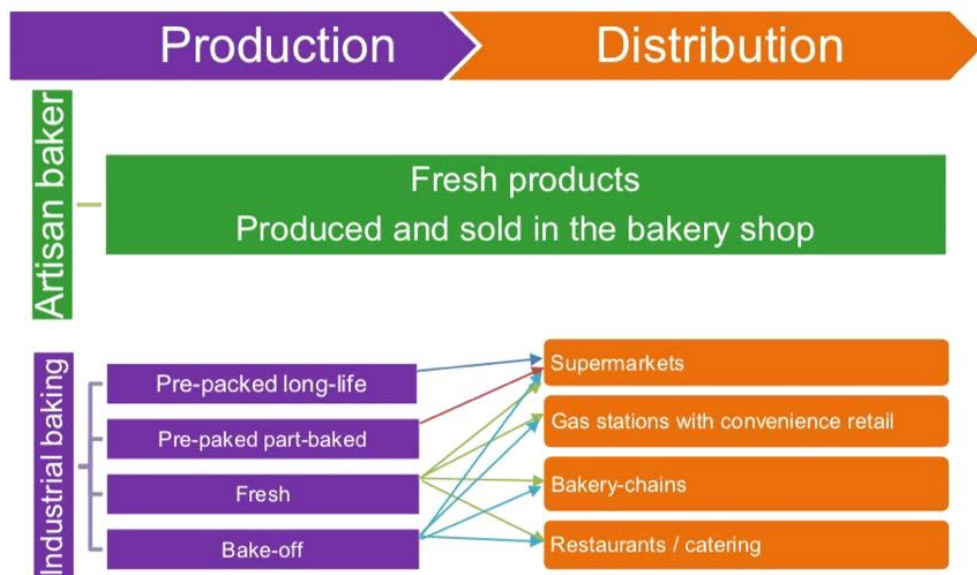 Production
Distribution
Artisan baker
Fresh products
Produced and sold in the bakery shop
Industrial baking
Pre-packed long-life
Pre-paked part-baked
Fresh
Bake-off
Supermarkets
Gas stations with convenience retail
Bakery-chains
Restaurants / catering